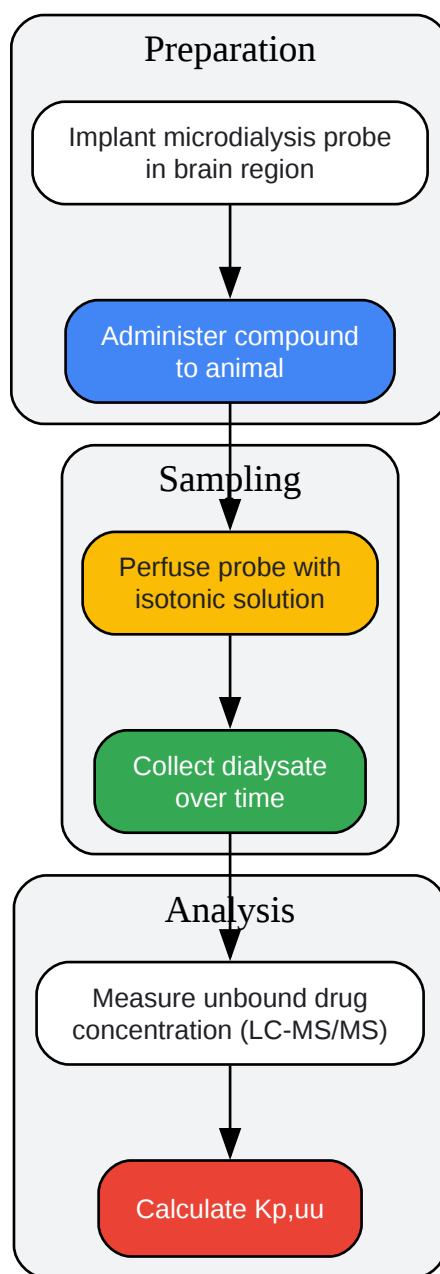 Preparation
Implant microdialysis probe
in brain region
Administer compound
to animal
Sampling
Perfuse probe with
isotonic solution
Collect dialysate
over time
Analysis
Measure unbound drug
concentration (LC-MS/MS)
Calculate Kp,uu